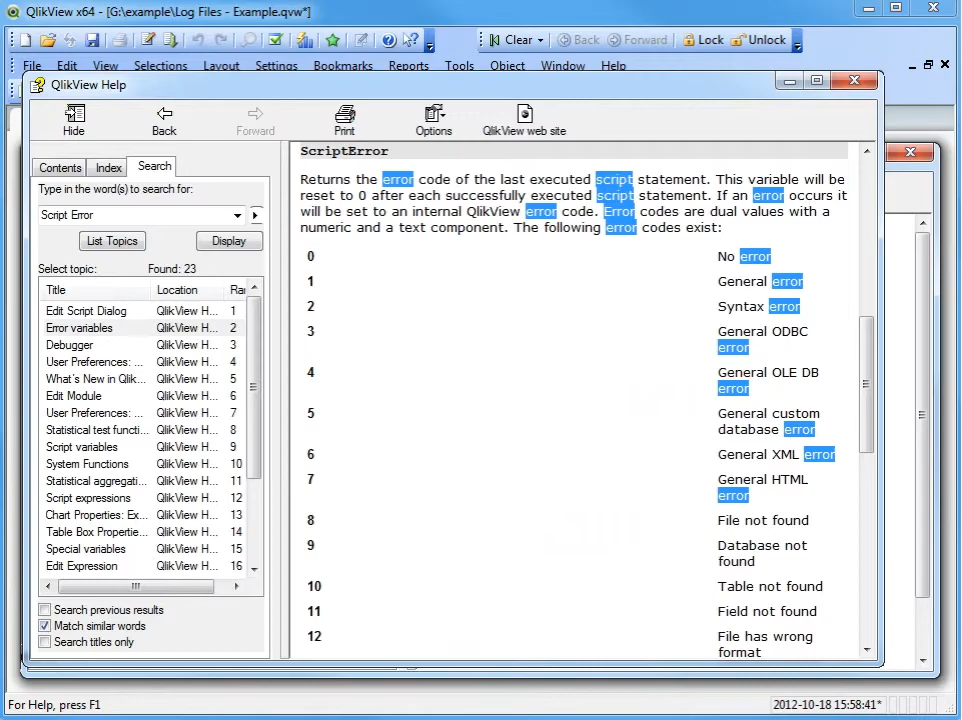 QlikView x64 - [G:\example\Log Files - Example.qvw*]
Clear
Back
Forward
Lock
Unlock
File Edit View Selections Layout Settings Bookmarks Reports Tools Object Window Help
QlikView Help
Hide Back Forward Print Options QlikView web site
Contents Index Search
Type in the word(s) to search for:
Script Error
List Topics Display
Select topic: Found: 23
Title Location Ra
Edit Script Dialog QlikView H... 1
Error variables QlikView H... 2
Debugger QlikView H... 3
User Preferences: ... QlikView H... 4
What's New in Qlik... QlikView H... 5
Edit Module QlikView H... 6
User Preferences: ... QlikView H... 7
Statistical test functi... QlikView H... 8
Script variables QlikView H... 9
System Functions QlikView H... 10
Statistical aggregati... QlikView H... 11
Script expressions QlikView H... 12
Chart Properties: Ex... QlikView H... 13
Table Box Propertie... QlikView H... 14
Special variables QlikView H... 15
Edit Expression QlikView H... 16
Search previous results
Match similar words
Search titles only
ScriptError
Returns the error code of the last executed script statement. This variable will be
reset to 0 after each successfully executed script statement. If an error occurs it
will be set to an internal QlikView error code. Error codes are dual values with a
numeric and a text component. The following error codes exist:
0 No error
1 General error
2 Syntax error
3 General ODBC
error
4 General OLE DB
error
5 General custom
database error
6 General XML error
7 General HTML
error
8 File not found
9 Database not
found
10 Table not found
11 Field not found
12 File has wrong
format
For Help, press F1
2012-10-18 15:58:41*